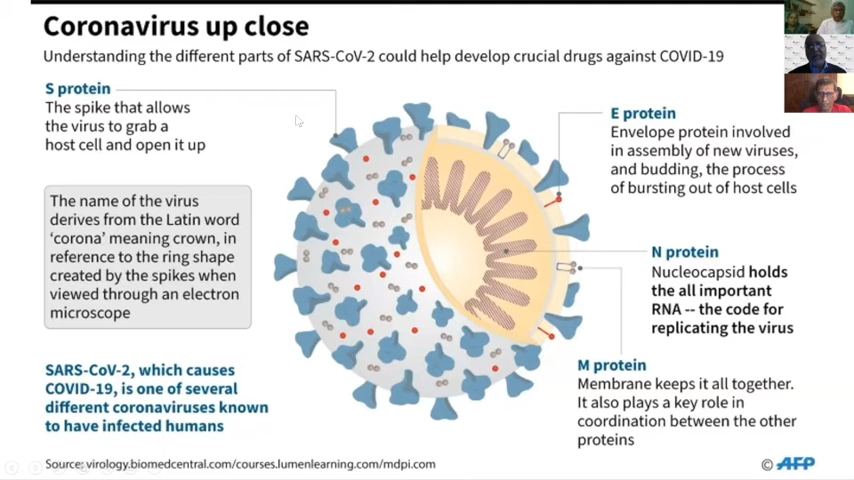 Coronavirus up close
Understanding the different parts of SARS-CoV-2 could help develop crucial drugs against COVID-19
S protein
The spike that allows
the virus to grab a
host cell and open it up
The name of the virus
derives from the Latin word
‘corona’ meaning crown, in
reference to the ring shape
created by the spikes when
viewed through an electron
microscope
SARS-CoV-2, which causes
COVID-19, is one of several
different coronaviruses known
to have infected humans
E protein
Envelope protein involved
in assembly of new viruses,
and budding, the process
of bursting out of host cells
N protein
Nucleocapsid holds
the all important
RNA -- the code for
replicating the virus
M protein
Membrane keeps it all together.
It also plays a key role in
coordination between the other
proteins
Source: virology.biomedcentral.com/courses.lumenlearning.com/mdpi.com
© AFP